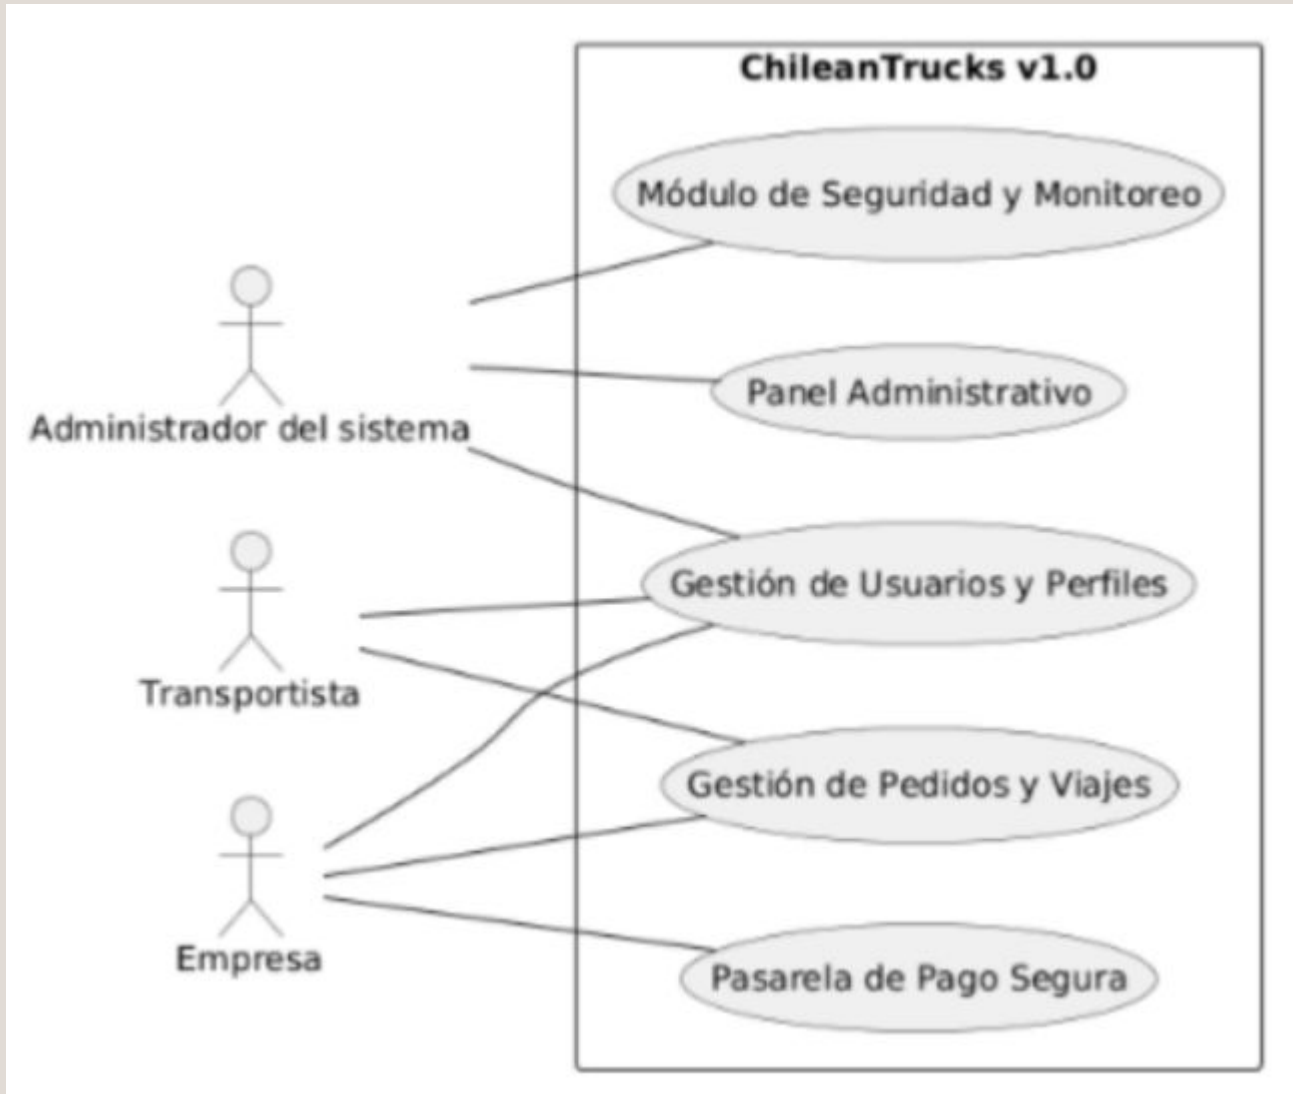 ChileanTrucks v1.0
Módulo de Seguridad y Monitoreo
Panel Administrativo
Administrador del sistema
Gestión de Usuarios y Perfiles
Transportista
Gestión de Pedidos y Viajes
Empresa
Pasarela de Pago Segura